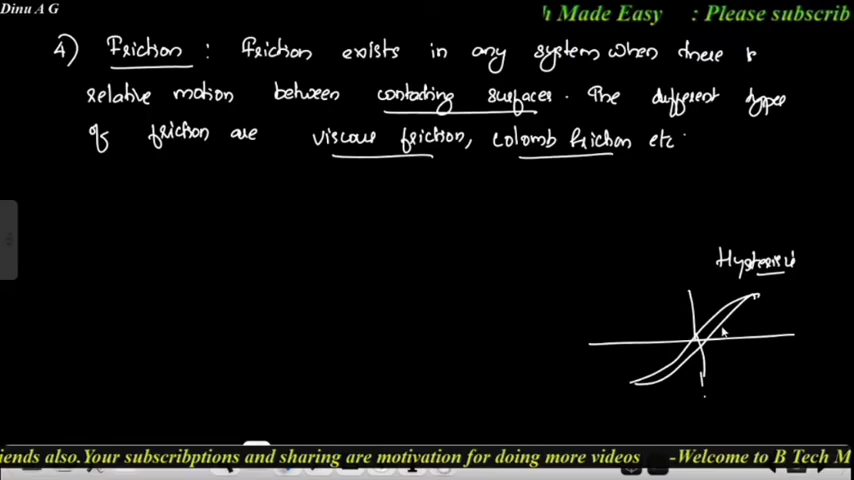 Dinu A G
h Made Easy : Please subscrib
4) Friction : Friction exists in any system when there is
relative motion between contacting surfaces. The different types
of friction are viscous friction, colomb friction etc.
Hysteresis
iends also.Your subscribptions and sharing are motivation for doing more videos -Welcome to B Tech M